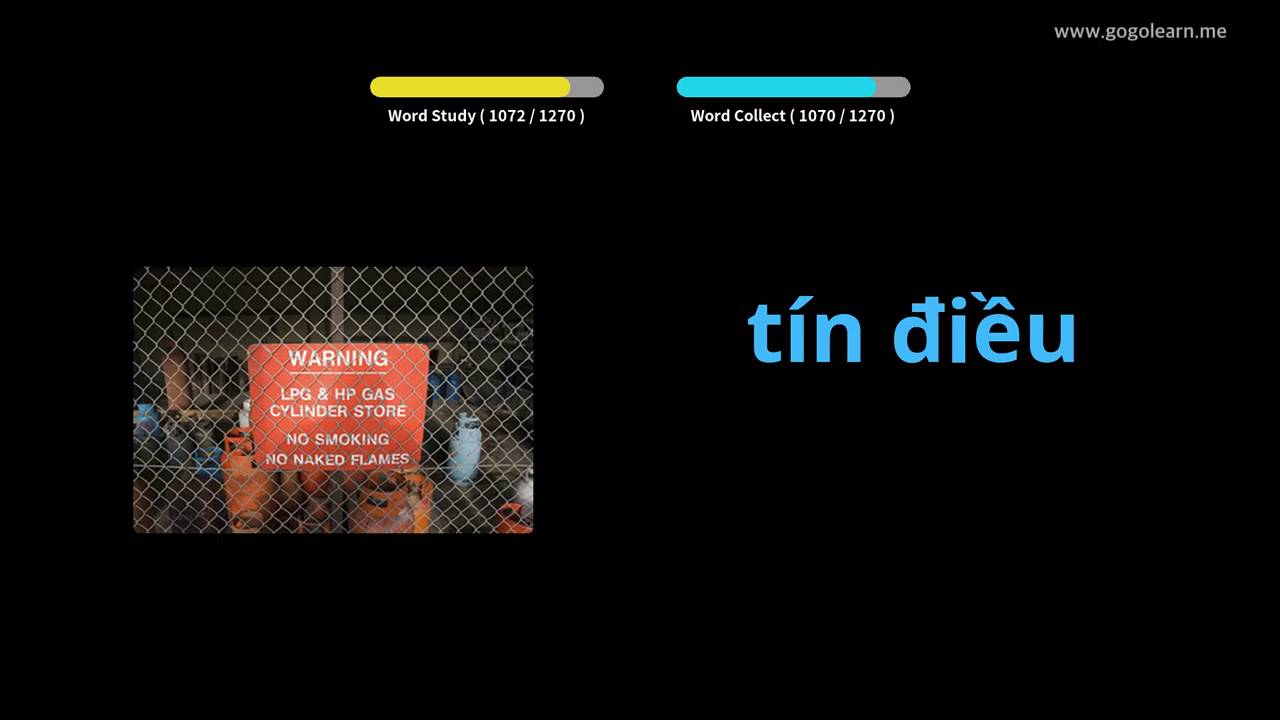 www.gogolearn.me
Word Study ( 1072 / 1270 )
Word Collect ( 1070 / 1270 )
WARNING
LPG & HP GAS
CYLINDER STORE
NO SMOKING
NO NAKED FLAMES
tín điều